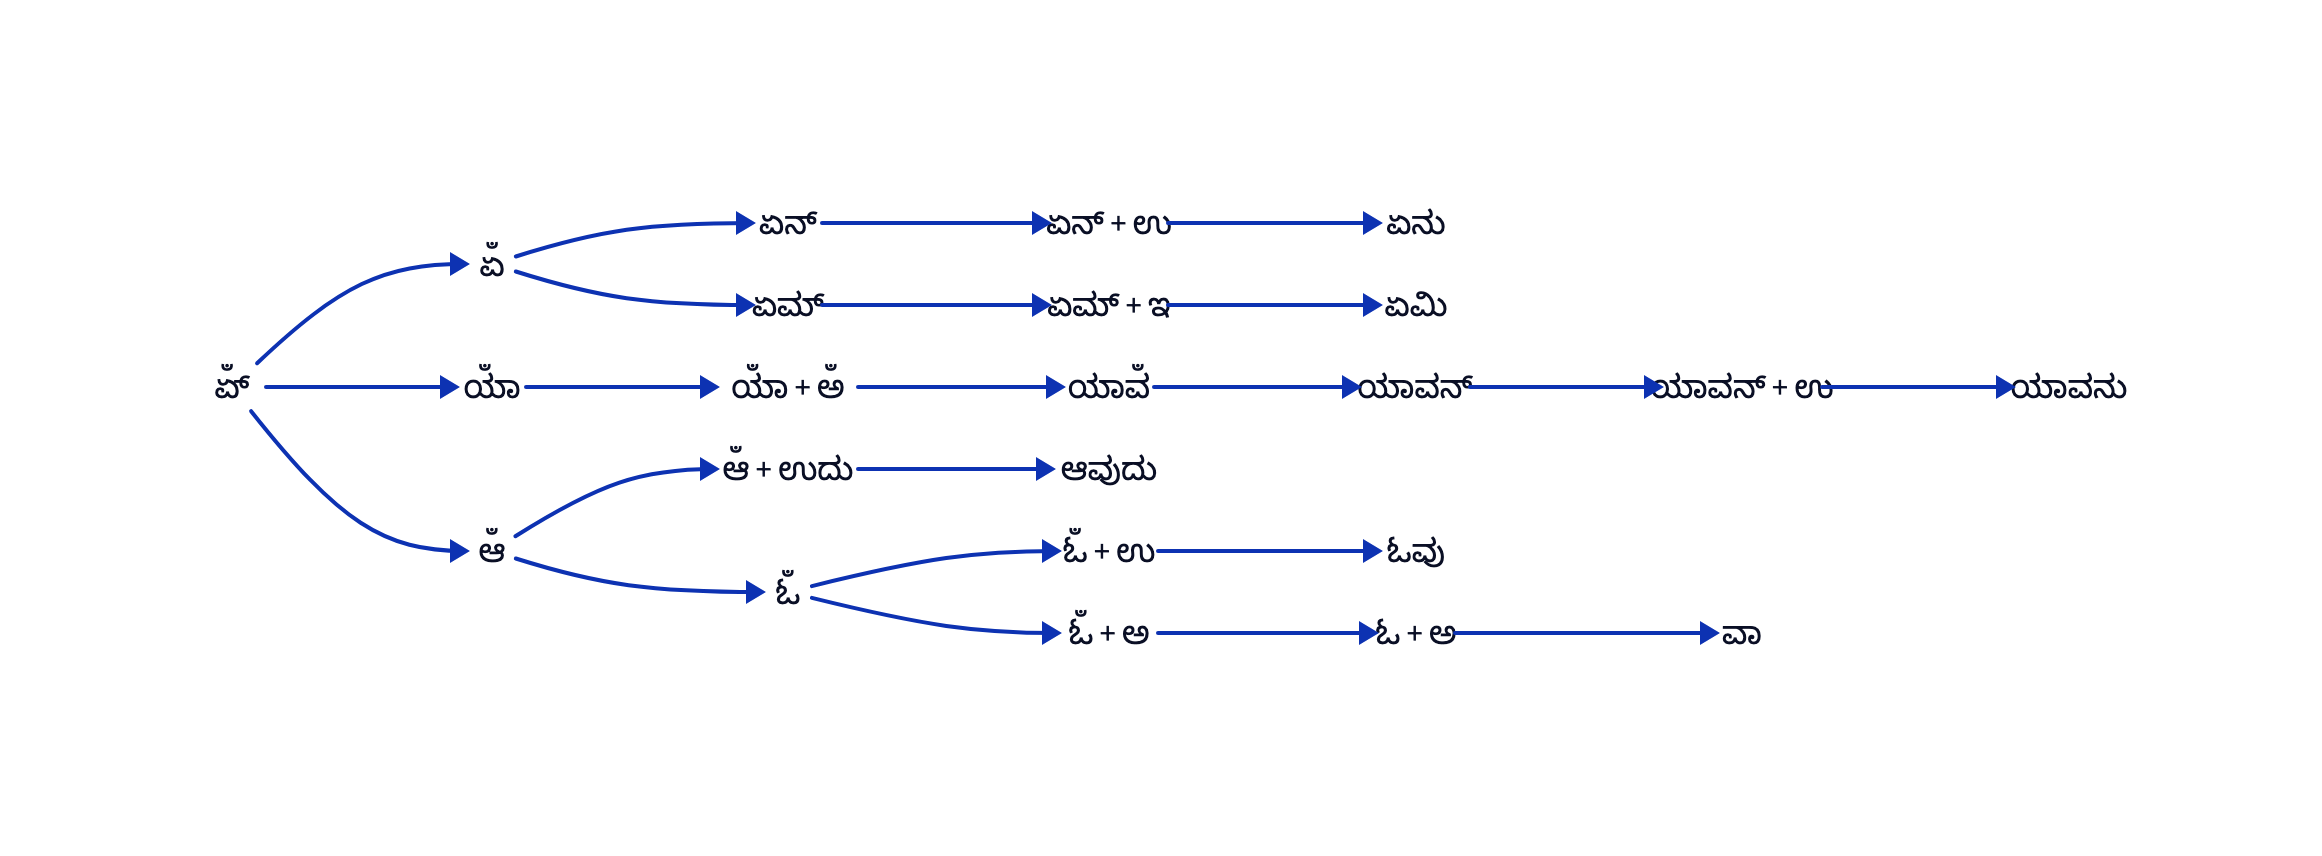 ಏನ್ ಏನ್ + ಉ ಏನು
ಏಁ
ಏಮ್ ಏಮ್ + ಇ ಏಮಿ
ಏಁ್ ಯಾಁ ಯಾಁ + ಅಁ ಯಾವಁ ಯಾವನ್ ಯಾವನ್ + ಉ ಯಾವನು
ಆಁ + ಉದು ಆವುದು
ಆಁ ಓಁ + ಉ ಓವು
ಓಁ
ಓಁ + ಅ ಓ + ಅ ವಾ